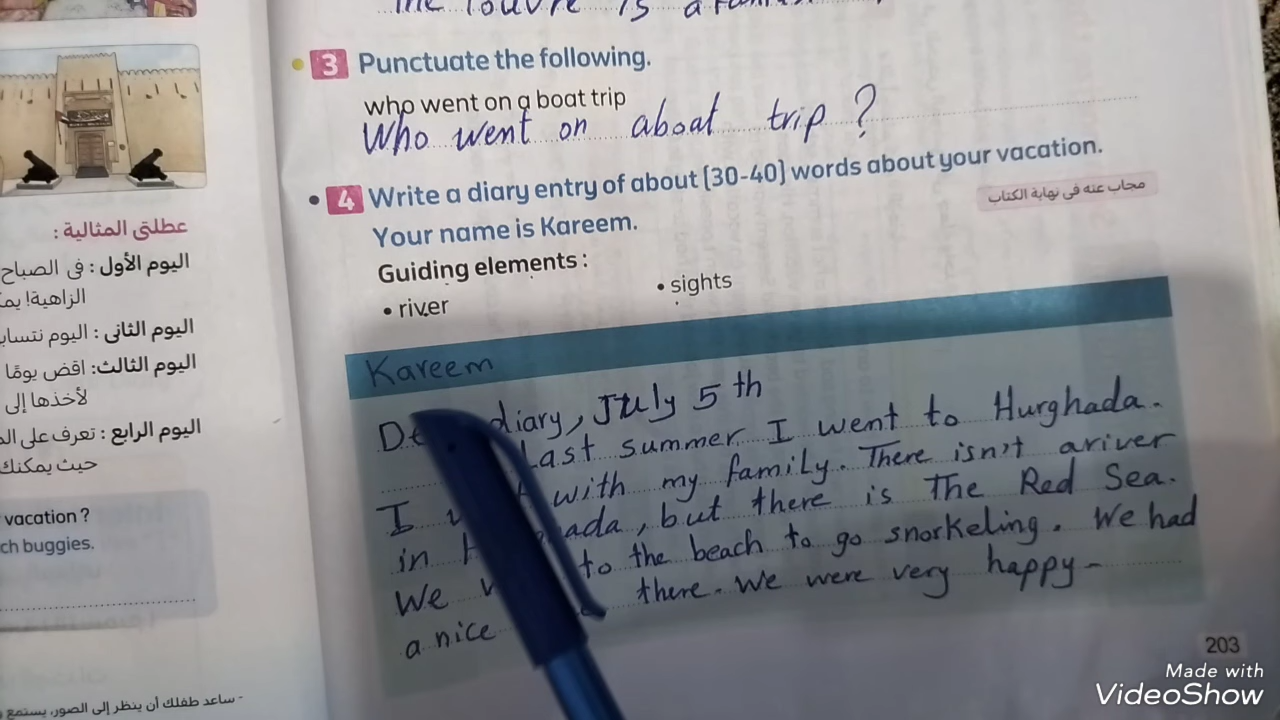 The Louvre is a
3 Punctuate the following.
who went on a boat trip
Who went on aboat trip ?
4 Write a diary entry of about (30-40) words about your vacation.
مجاب عنه فى نهاية الكتاب
Your name is Kareem.
Guiding elements :
• river • sights
Kareem
diary, July 5 th
Last summer I went to Hurghada.
I with my family. There isn't ariver
in , but there is The Red Sea.
We to the beach to go snorkeling. We had
a nice there. We were very happy-
203
عطلتى المثالية :
اليوم الأول : فى الصباح
الزاهية!
اليوم الثانى : اليوم
اليوم الثالث: اقض يومًا
لأخذها إلى
اليوم الرابع : تعرف على
حيث يمكنك
vacation ?
ch buggies.
- ساعد طفلك أن ينظر إلى الصور، يستمع
Made with
VideoShow